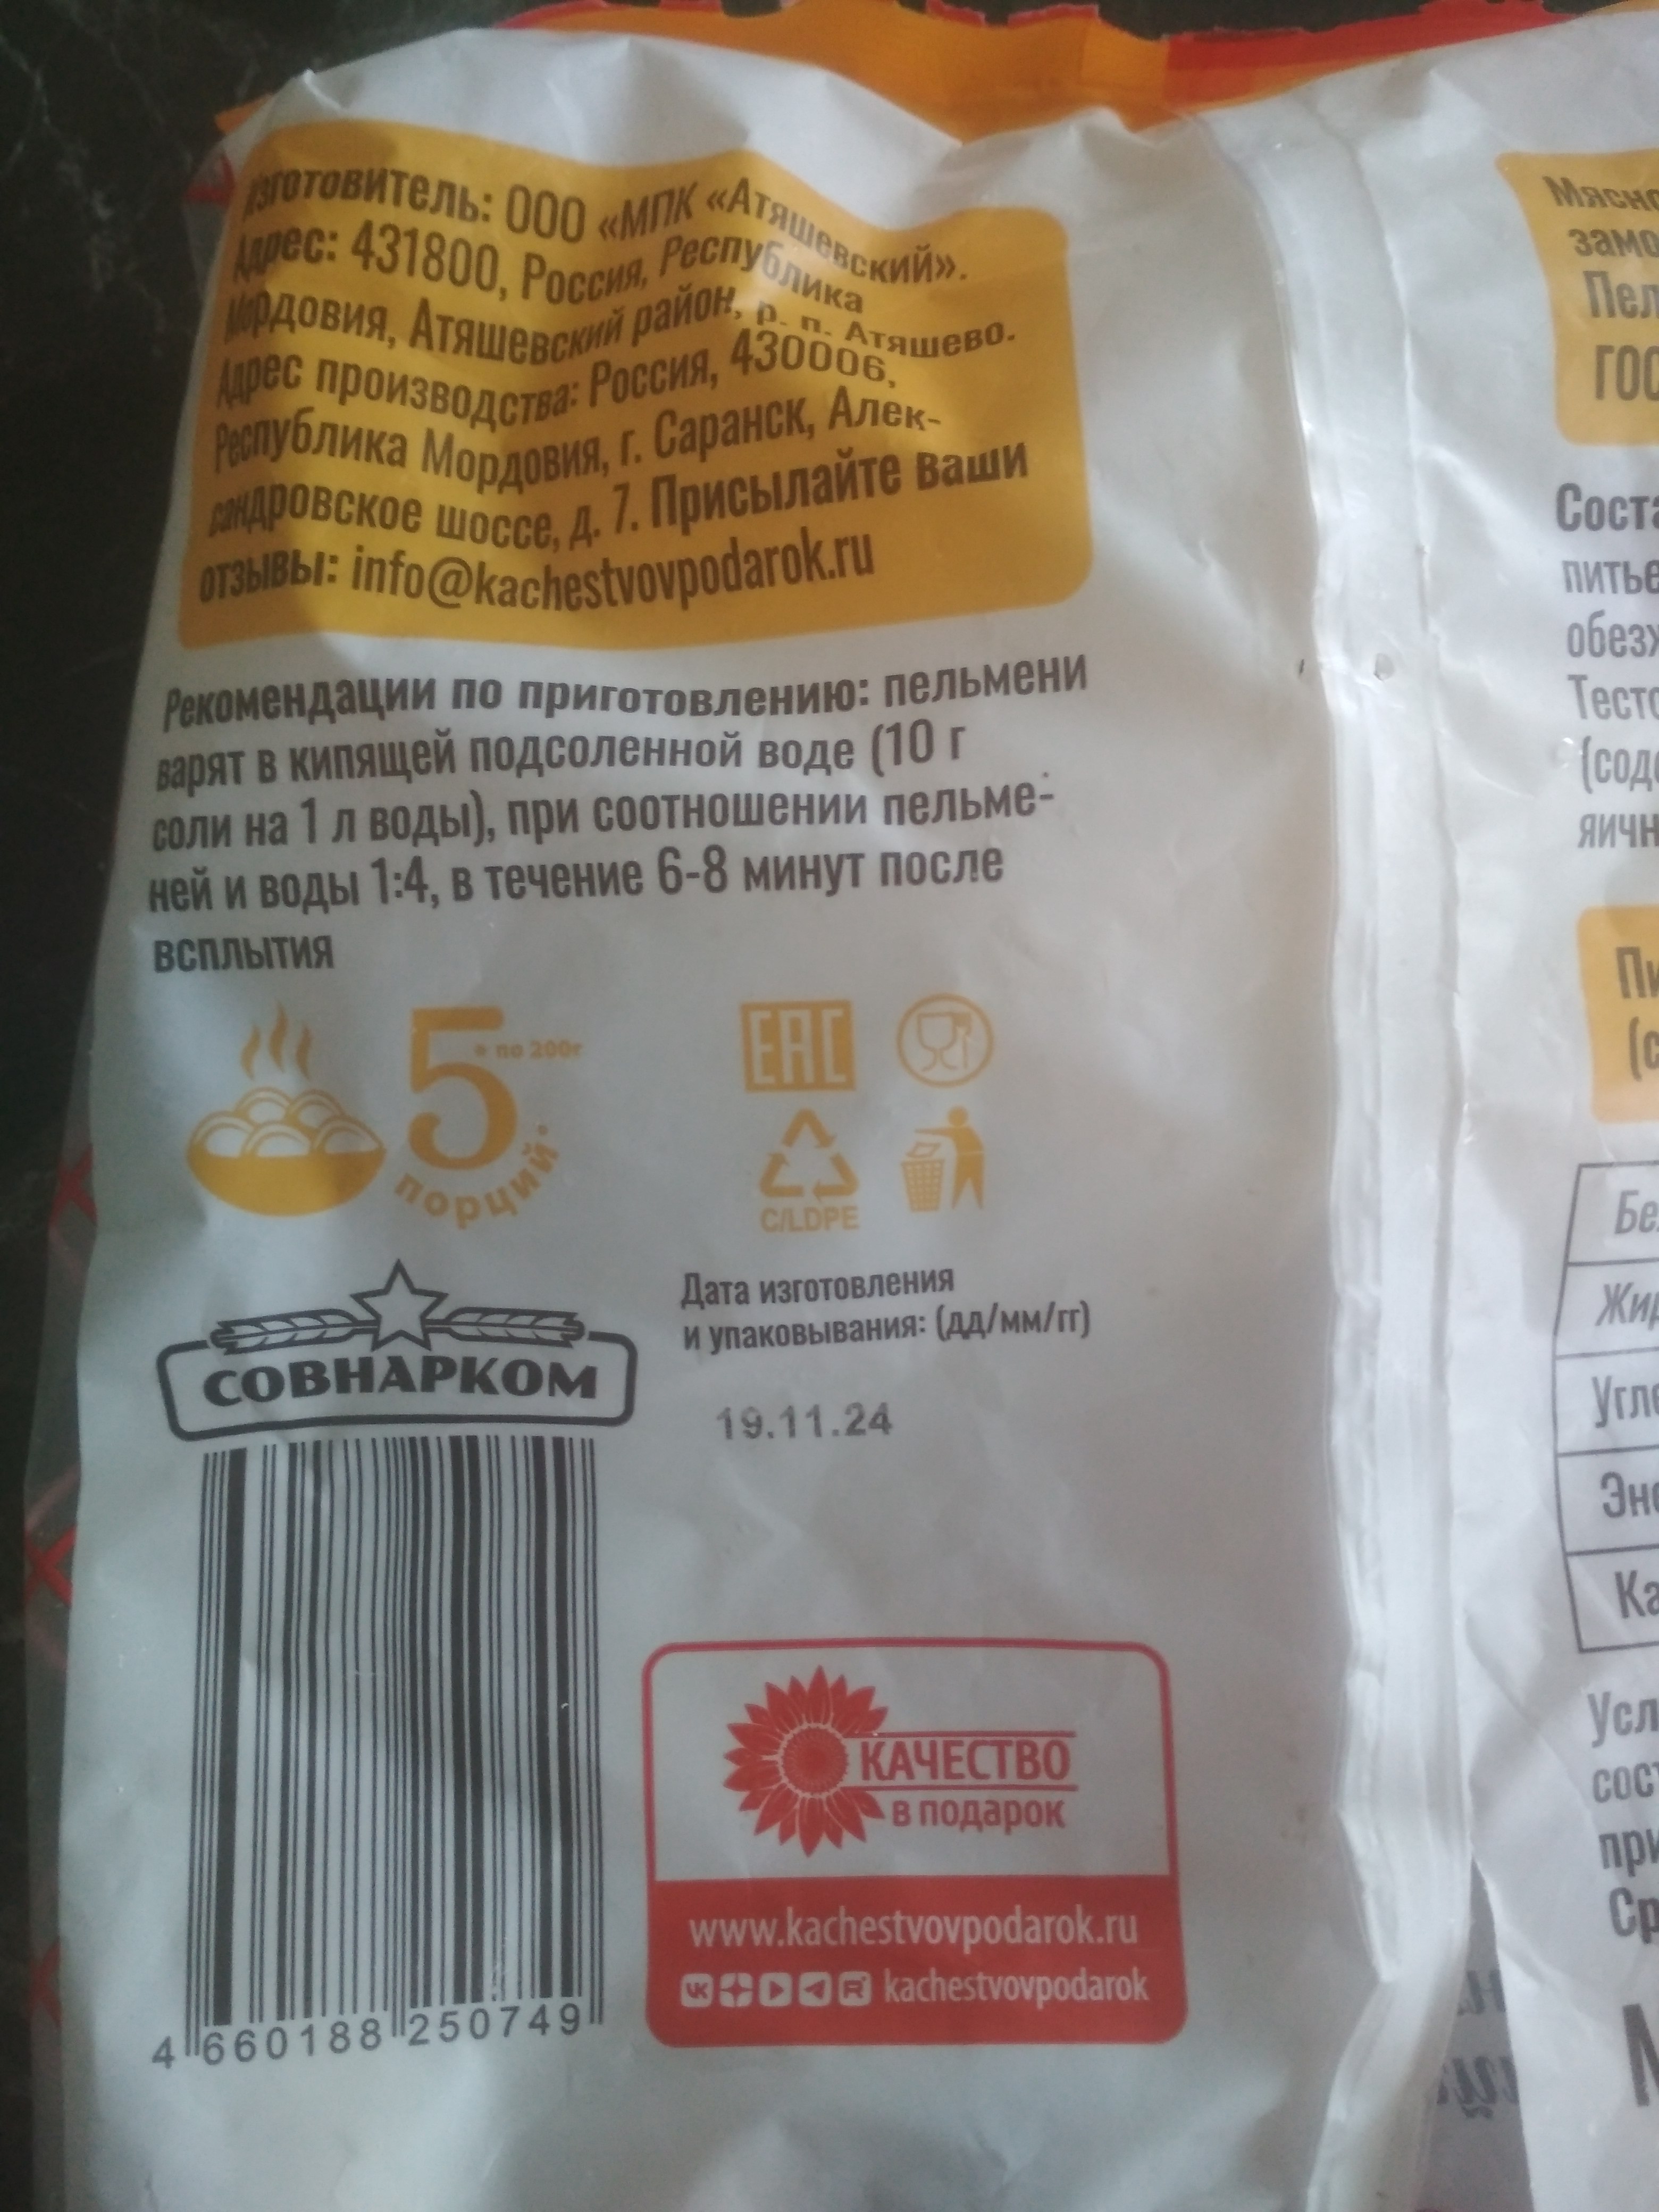 Изготовитель: ООО «МПК «Атяшевский».
Адрес: 431800, Россия, Республика
Мордовия, Атяшевский район, р. п. Атяшево.
Адрес производства: Россия, 430006,
Республика Мордовия, г. Саранск, Алек-
сандровское шоссе, д. 7. Присылайте ваши
отзывы: info@kachestvovpodarok.ru
Рекомендации по приготовлению: пельмени
варят в кипящей подсоленной воде (10 г
соли на 1 л воды), при соотношении пельме-
ней и воды 1:4, в течение 6-8 минут после
всплытия
5
* по 200г
порций*
EAC
C/LDPE
СОВНАРКОМ
Дата изготовления
и упаковывания: (дд/мм/гг)
19.11.24
4 660188 250749
КАЧЕСТВО
в подарок
www.kachestvovpodarok.ru
kachestvovpodarok
Мясно
замо
Пел
ГОС
Соста
питье
обезж
Тесто
(соде
яичн
Пи
(с
Бе
Жир
Угле
Эне
Ка
Усл
сост
при
Ср